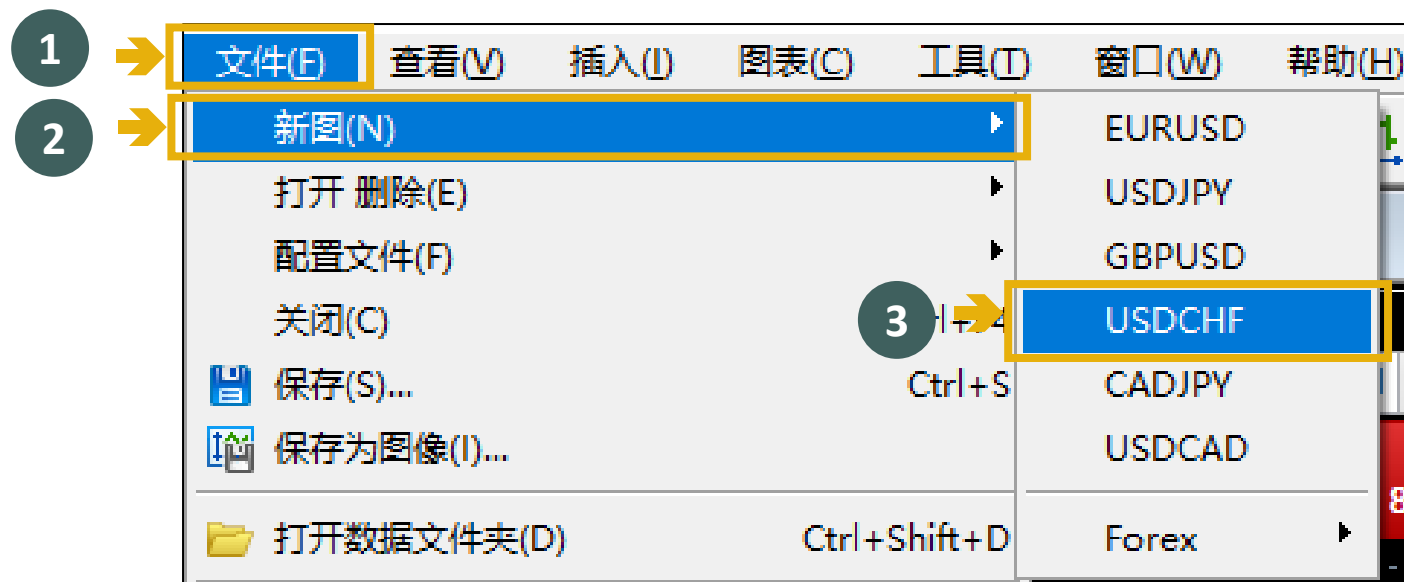 1
文件(F) 查看(V) 插入(I) 图表(C) 工具(T) 窗口(W) 帮助(H)
2
新图(N)
打开 删除(E)
配置文件(F)
关闭(C)
保存(S)... Ctrl+S
保存为图像(I)...
打开数据文件夹(D) Ctrl+Shift+D
EURUSD
USDJPY
GBPUSD
3
USDCHF
CADJPY
USDCAD
Forex